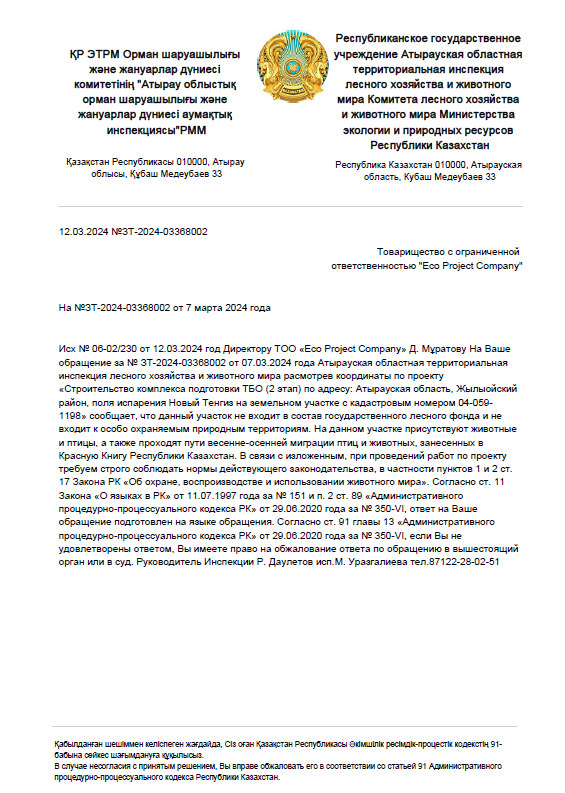 ҚР ЭТРМ Орман шаруашылығы
және жануарлар дүниесі
комитетінің "Атырау облыстық
орман шаруашылығы және
жануарлар дүниесі аумақтық
инспекциясы"РММ
Қазақстан Республикасы 010000, Атырау
облысы, Құбаш Медеубаев 33
Республиканское государственное
учреждение Атырауская областная
территориальная инспекция
лесного хозяйства и животного
мира Комитета лесного хозяйства
и животного мира Министерства
экологии и природных ресурсов
Республики Казахстан
Республика Казахстан 010000, Атырауская
область, Кубаш Медеубаев 33
12.03.2024 №ЗТ-2024-03368002
Товарищество с ограниченной
ответственностью "Eco Project Company"
На №ЗТ-2024-03368002 от 7 марта 2024 года
Исх № 06-02/230 от 12.03.2024 год Директору ТОО «Eco Project Company» Д. Мұратову На Ваше
обращение за № ЗТ-2024-03368002 от 07.03.2024 года Атырауская областная территориальная
инспекция лесного хозяйства и животного мира расмотрев координаты по проекту
«Строительство комплекса подготовки ТБО (2 этап) по адресу: Атырауская область, Жылыойский
район, поля испарения Новый Тенгиз на земельном участке с кадастровым номером 04-059-
1198» сообщает, что данный участок не входит в состав государственного лесного фонда и не
входит к особо охраняемым природным территориям. На данном участке присутствуют животные
и птицы, а также проходят пути весенне-осенней миграции птиц и животных, занесенных в
Красную Книгу Республики Казахстан. В связи с изложенным, при проведений работ по проекту
требуем строго соблюдать нормы действующего законодательства, в частности пунктов 1 и 2 ст.
17 Закона РК «Об охране, воспроизводстве и использовании животного мира». Согласно ст. 11
Закона «О языках в РК» от 11.07.1997 года за № 151 и п. 2 ст. 89 «Административного
процедурно-процессуального кодекса РК» от 29.06.2020 года за № 350-VI, ответ на Ваше
обращение подготовлен на языке обращения. Согласно ст. 91 главы 13 «Административного
процедурно-процессуального кодекса РК» от 29.06.2020 года за № 350-VI, если Вы не
удовлетворены ответом, Вы имеете право на обжалование ответа по обращению в вышестоящий
орган или в суд. Руководитель Инспекции Р. Даулетов исп.М. Уразгалиева тел.87122-28-02-51
Қабылданған шешіммен келіспеген жағдайда, Сіз оған Қазақстан Республикасы Әкімшілік рәсімдік-процестік кодекстің 91-
бабына сәйкес шағымдануға құқылысыз.
В случае несогласия с принятым решением, Вы вправе обжаловать его в соответствии со статьей 91 Административного
процедурно-процессуального кодекса Республики Казахстан.